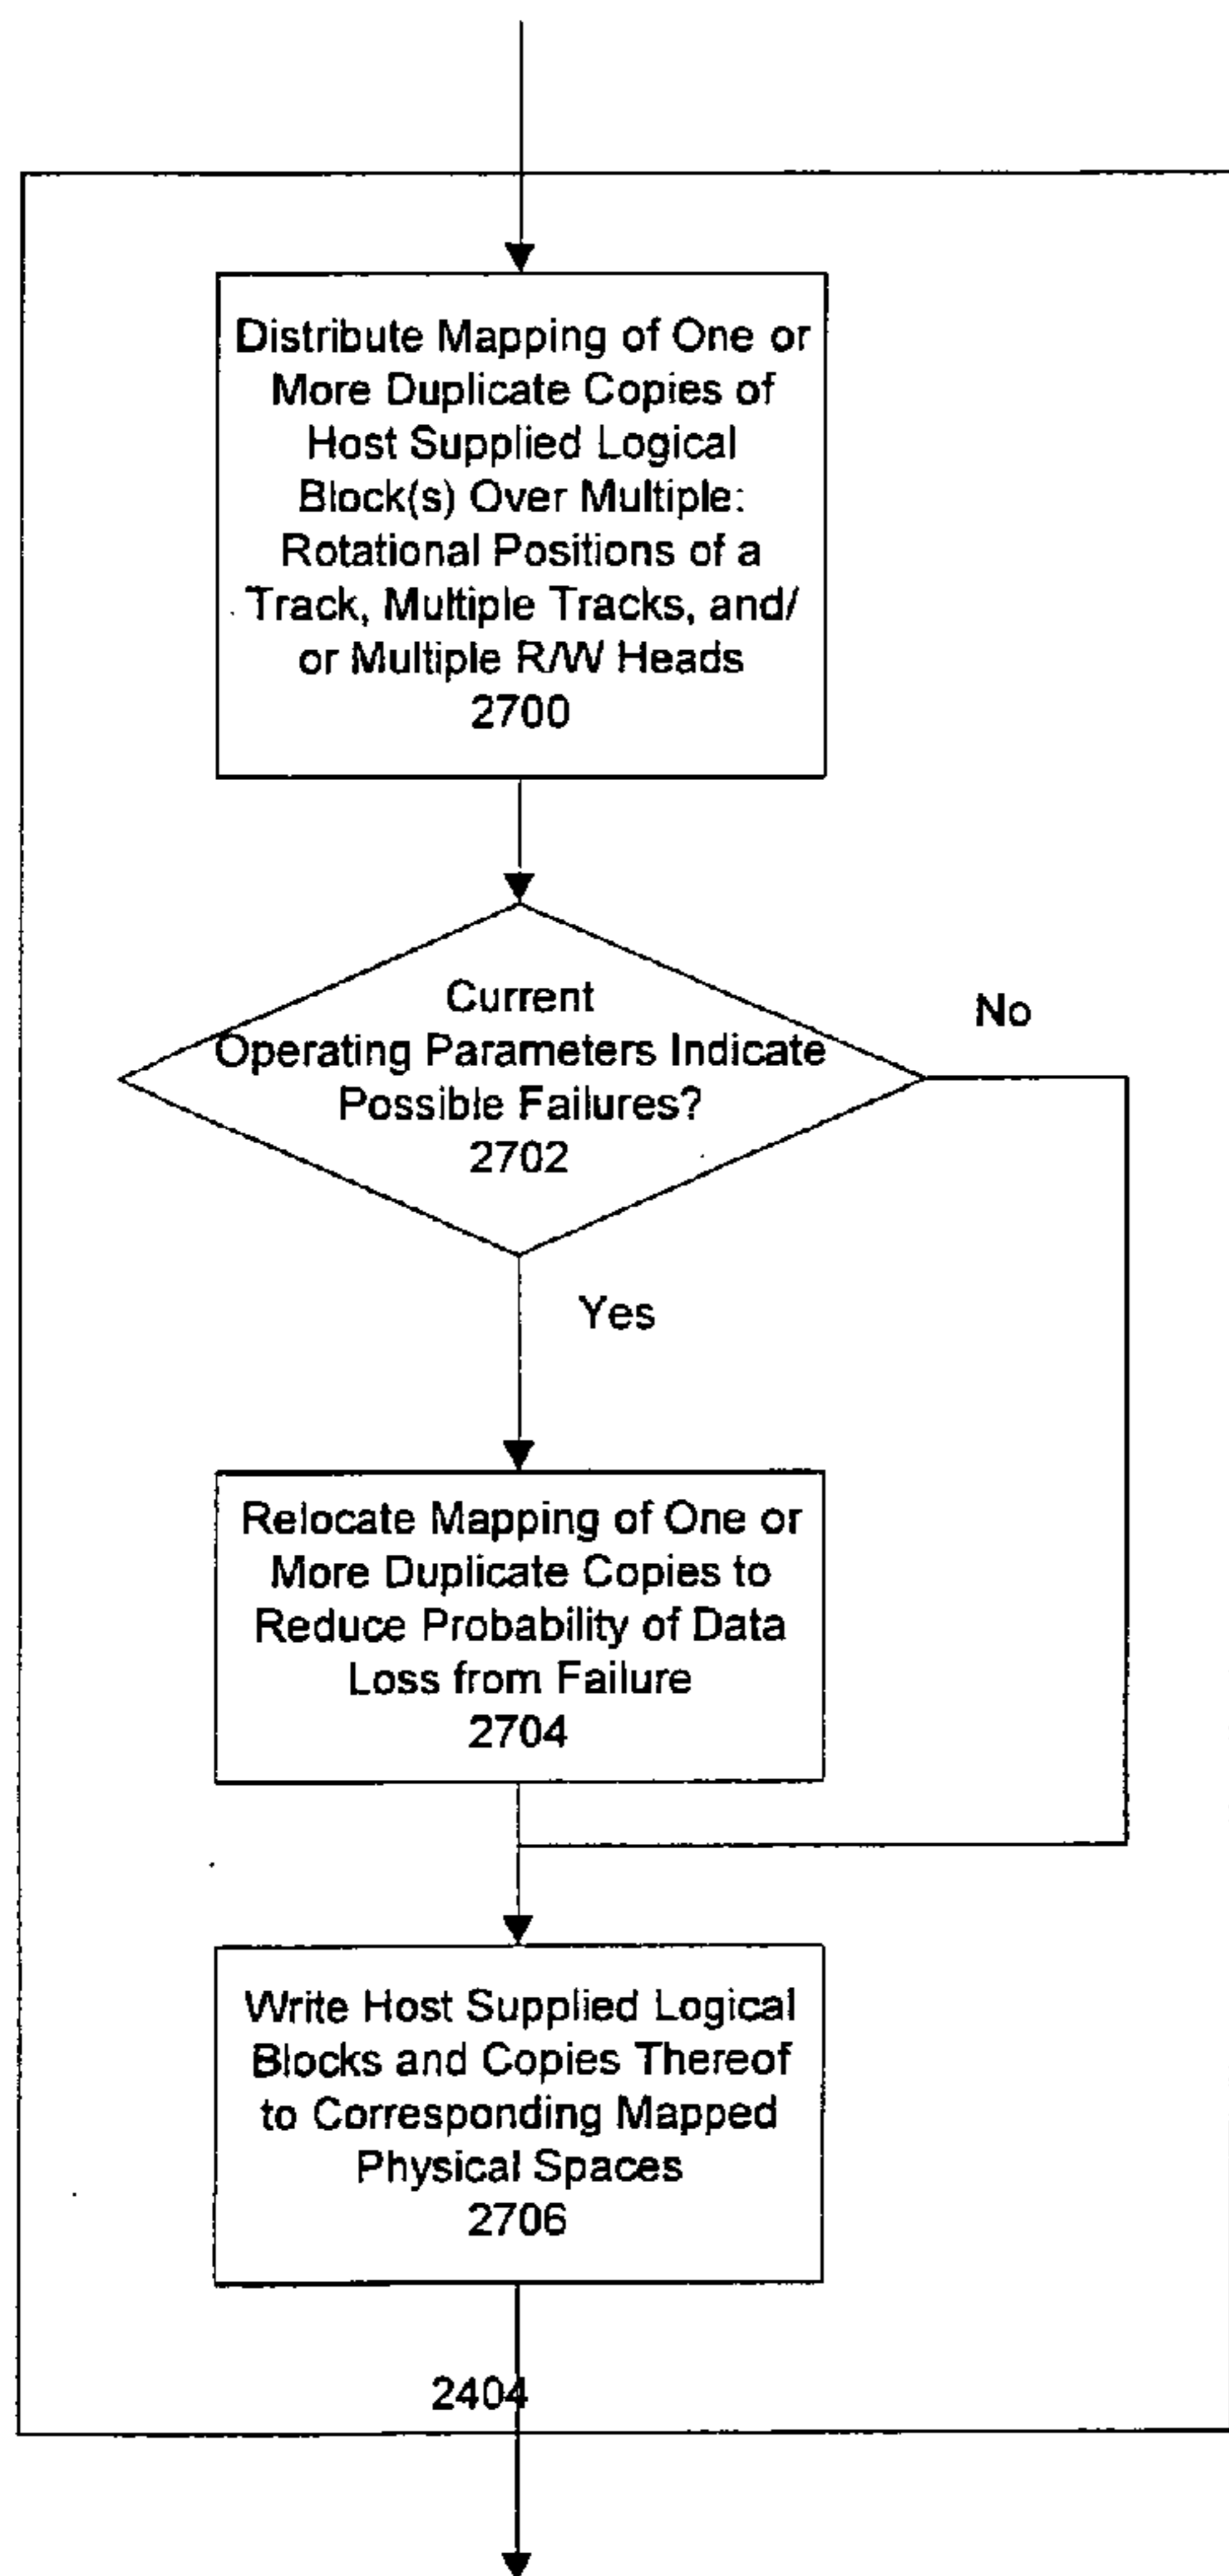 Distribute Mapping of One or
More Duplicate Copies of
Host Supplied Logical
Block(s) Over Multiple:
Rotational Positions of a
Track, Multiple Tracks, and/
or Multiple R/W Heads
2700
Current
Operating Parameters Indicate
Possible Failures?
2702
No
Yes
Relocate Mapping of One or
More Duplicate Copies to
Reduce Probability of Data
Loss from Failure
2704
Write Host Supplied Logical
Blocks and Copies Thereof
to Corresponding Mapped
Physical Spaces
2706
2404